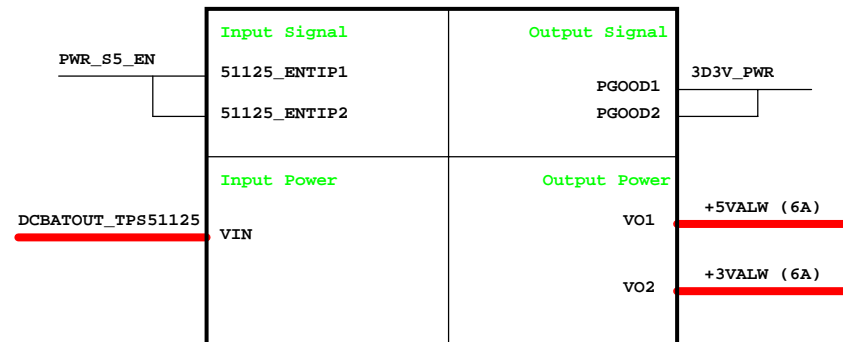 Input Signal
Output Signal
PWR_S5_EN
51125_ENTIP1
3D3V_PWR
PGOOD1
51125_ENTIP2
PGOOD2
Input Power
Output Power
DCBATOUT_TPS51125
VIN
VO1
+5VALW (6A)
VO2
+3VALW (6A)